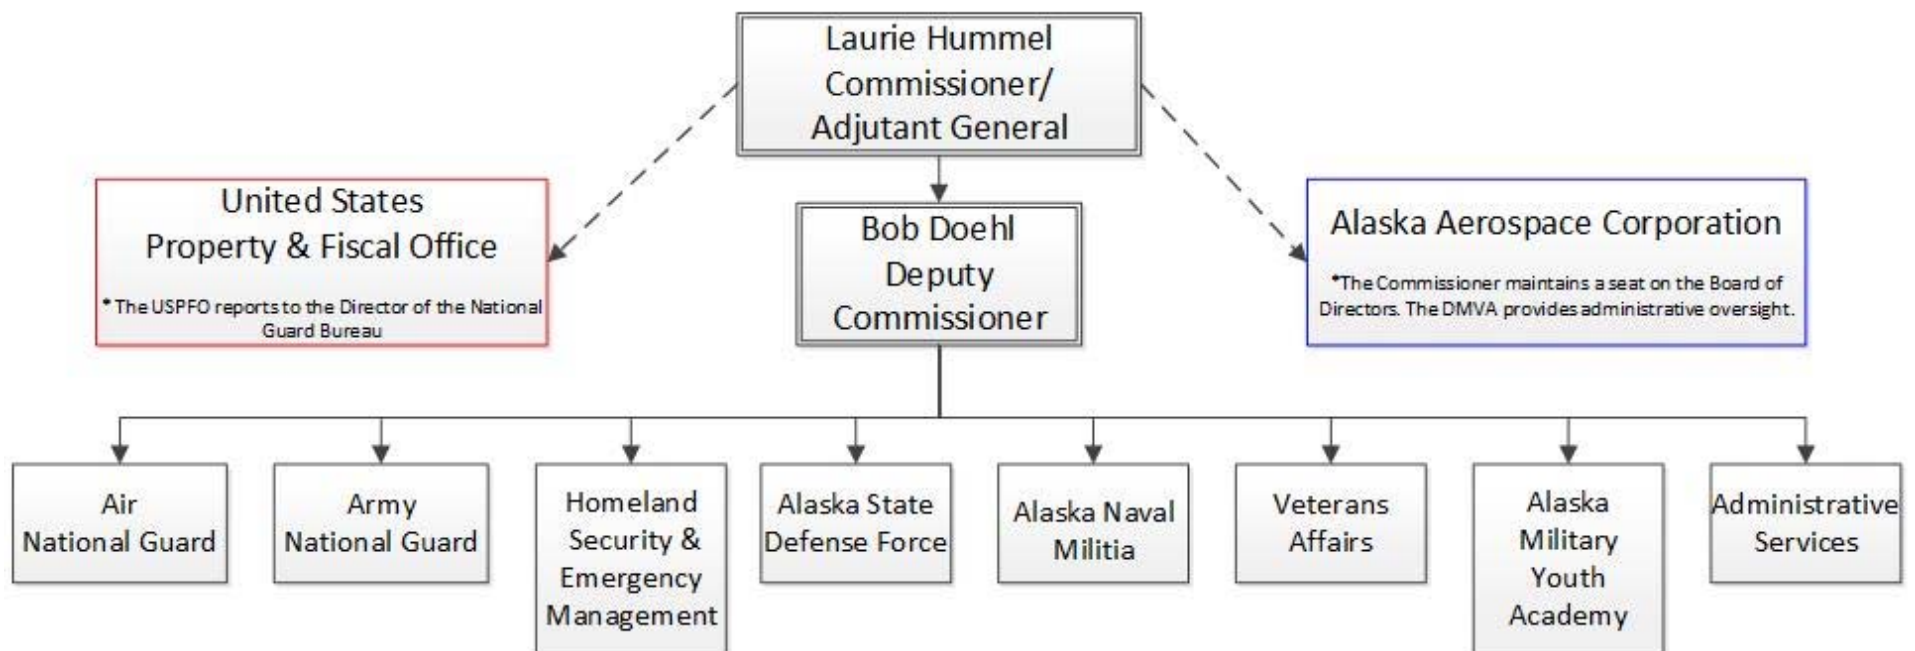 Laurie Hummel
Commissioner/
Adjutant General
United States
Property & Fiscal Office
* The USPFO reports to the Director of the National
Guard Bureau
Bob Doehl
Deputy
Commissioner
Alaska Aerospace Corporation
*The Commissioner maintains a seat on the Board of
Directors. The DMVA provides administrative oversight.
Air
National Guard
Army
National Guard
Homeland
Security &
Emergency
Management
Alaska State
Defense Force
Alaska Naval
Militia
Veterans
Affairs
Alaska
Military
Youth
Academy
Administrative
Services